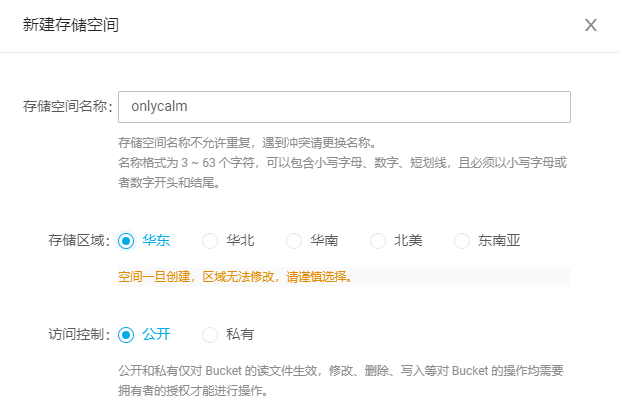 新建存储空间
存储空间名称： onlycalm
存储空间名称不允许重复，遇到冲突请更换名称。
名称格式为 3 ~ 63 个字符，可以包含小写字母、数字、短划线，且必须以小写字母或
者数字开头和结尾。
存储区域： 华东 华北 华南 北美 东南亚
空间一旦创建，区域无法修改，请谨慎选择。
访问控制： 公开 私有
公开和私有仅对 Bucket 的读文件生效，修改、删除、写入等对 Bucket 的操作均需要
拥有者的授权才能进行操作。